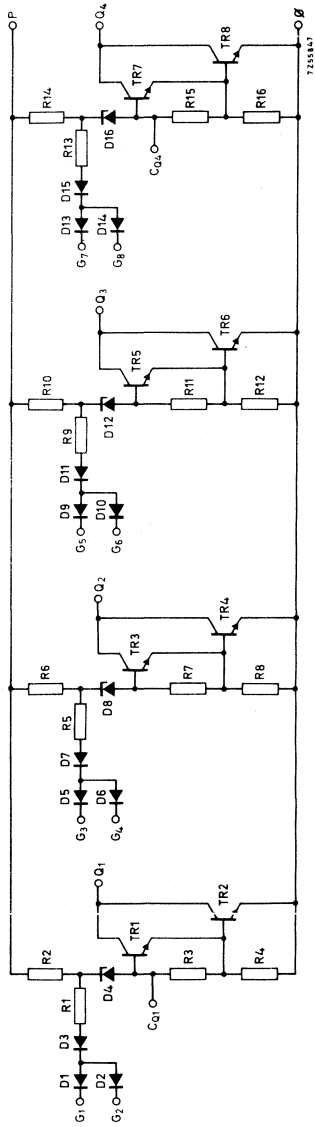 P
R2
R1
D3
D1
G1
D2
G2
D4
Q1
TR1
CQ1
R3
TR2
R4
R6
R5
D7
D5
G3
D6
G4
D8
Q2
TR3
R7
TR4
R8
R10
R9
D11
D9
G5
D10
G6
D12
Q3
TR5
R11
TR6
R12
R14
R13
D15
D13
G7
D14
G8
D16
Q4
TR7
CQ4
R15
TR8
R16
Ø
7Z55847